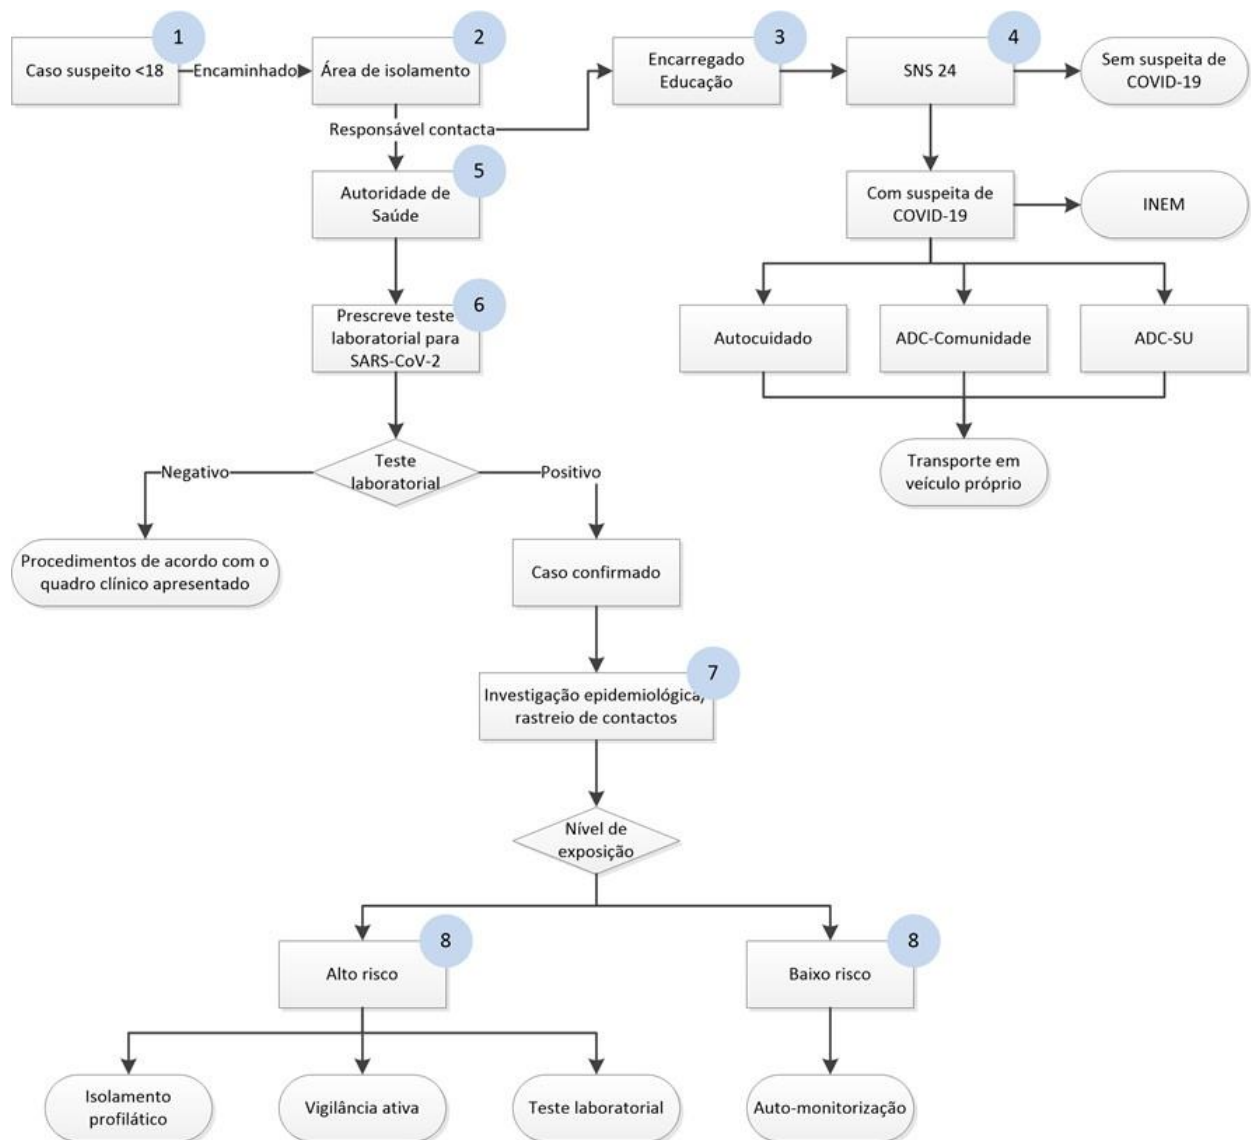 1
Caso suspeito <18
Encaminhado
2
Área de isolamento
3
Encarregado
Educação
4
SNS 24
Sem suspeita de
COVID-19
Responsável contacta
5
Autoridade de
Saúde
Com suspeita de
COVID-19
INEM
6
Prescreve teste
laboratorial para
SARS-CoV-2
Autocuidado
ADC-Comunidade
ADC-SU
Transporte em
veículo próprio
Negativo
Teste
laboratorial
Positivo
Procedimentos de acordo com o
quadro clínico apresentado
Caso confirmado
7
Investigação epidemiológica/
rastreio de contactos
Nível de
exposição
8
Alto risco
8
Baixo risco
Isolamento
profilático
Vigilância ativa
Teste laboratorial
Auto-monitorização